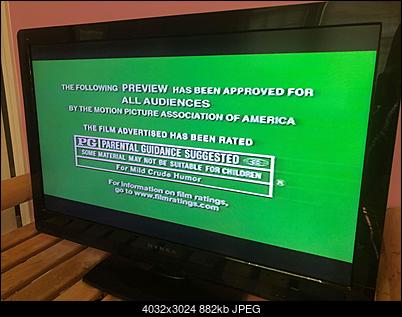 THE FOLLOWING PREVIEW HAS BEEN APPROVED FOR
ALL AUDIENCES
BY THE MOTION PICTURE ASSOCIATION OF AMERICA
THE FILM ADVERTISED HAS BEEN RATED
PG PARENTAL GUIDANCE SUGGESTED
SOME MATERIAL MAY NOT BE SUITABLE FOR CHILDREN
For Mild Crude Humor
®
For information on film ratings,
go to www.filmratings.com
DYNEX
4032x3024 882kb JPEG